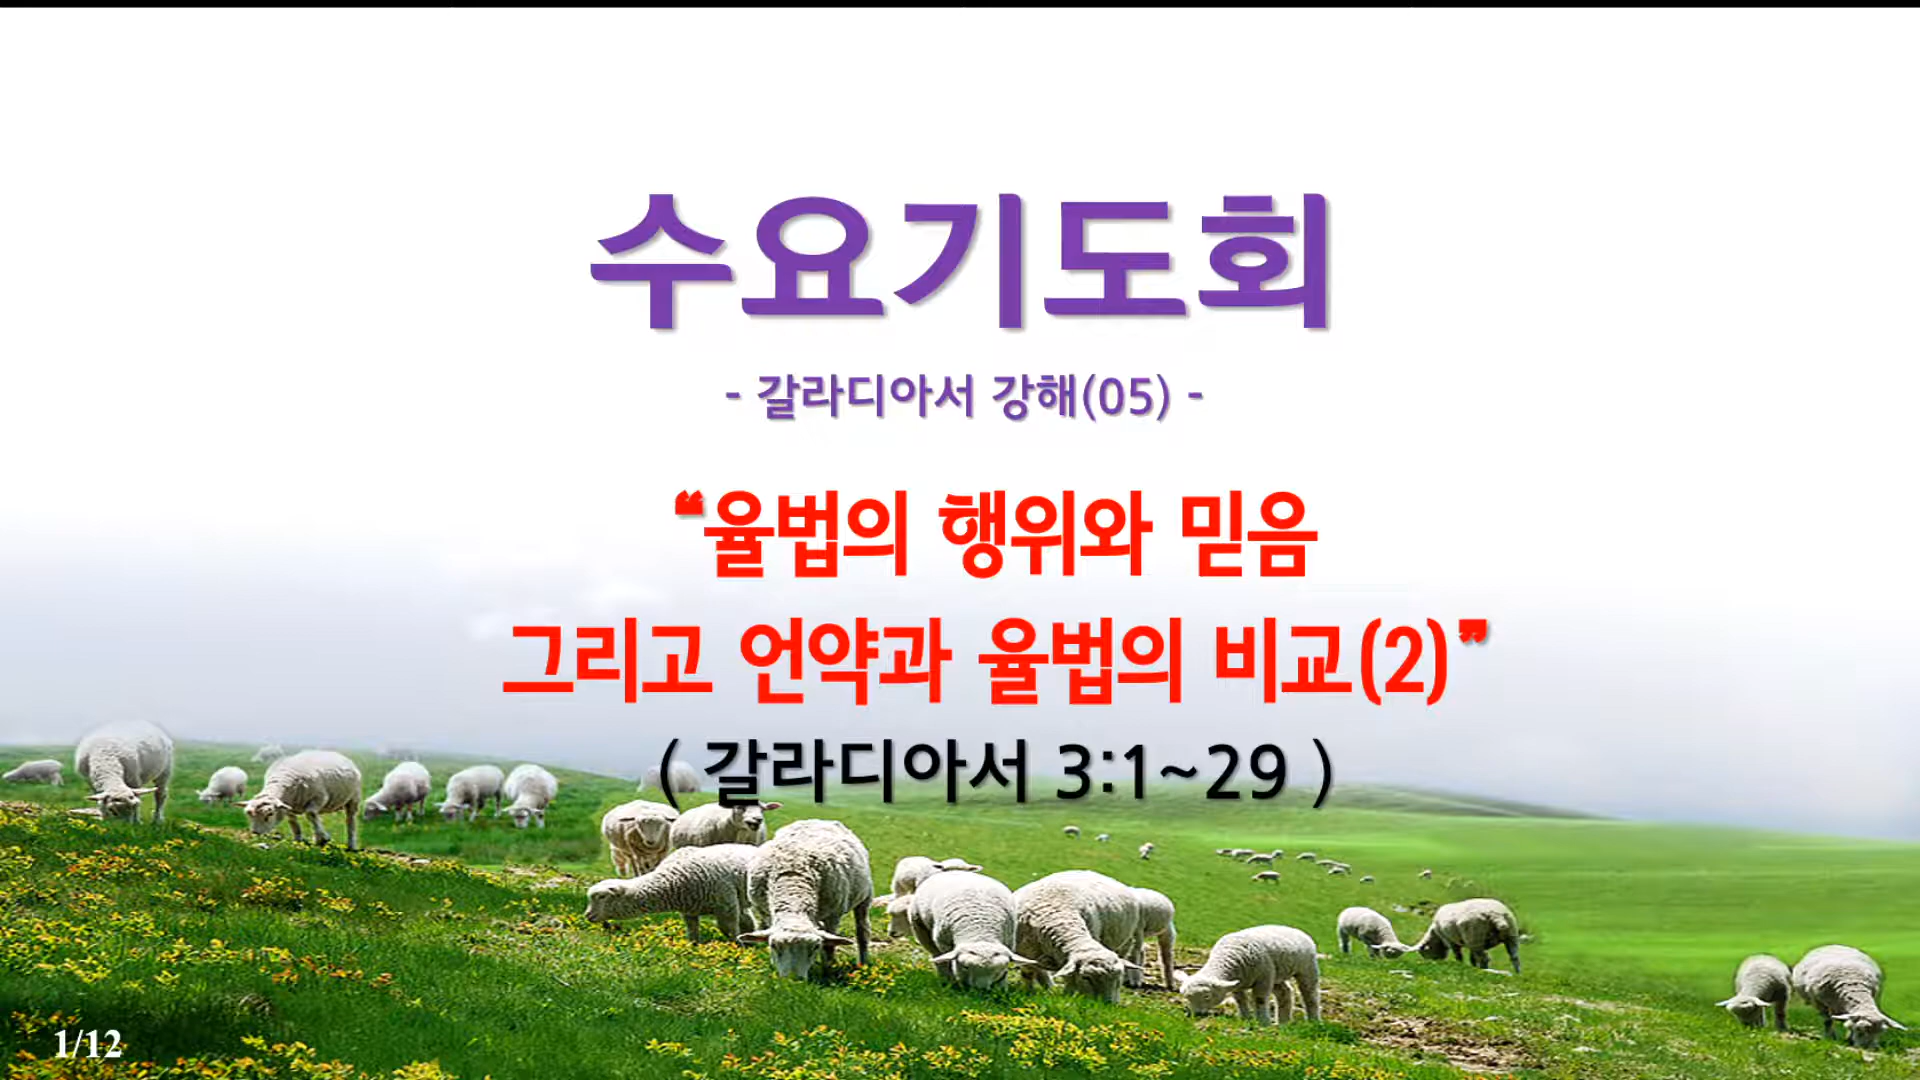 수요기도회
- 갈라디아서 강해(05) -
❝율법의 행위와 믿음
그리고 언약과 율법의 비교(2)❞
( 갈라디아서 3:1~29 )
1/12